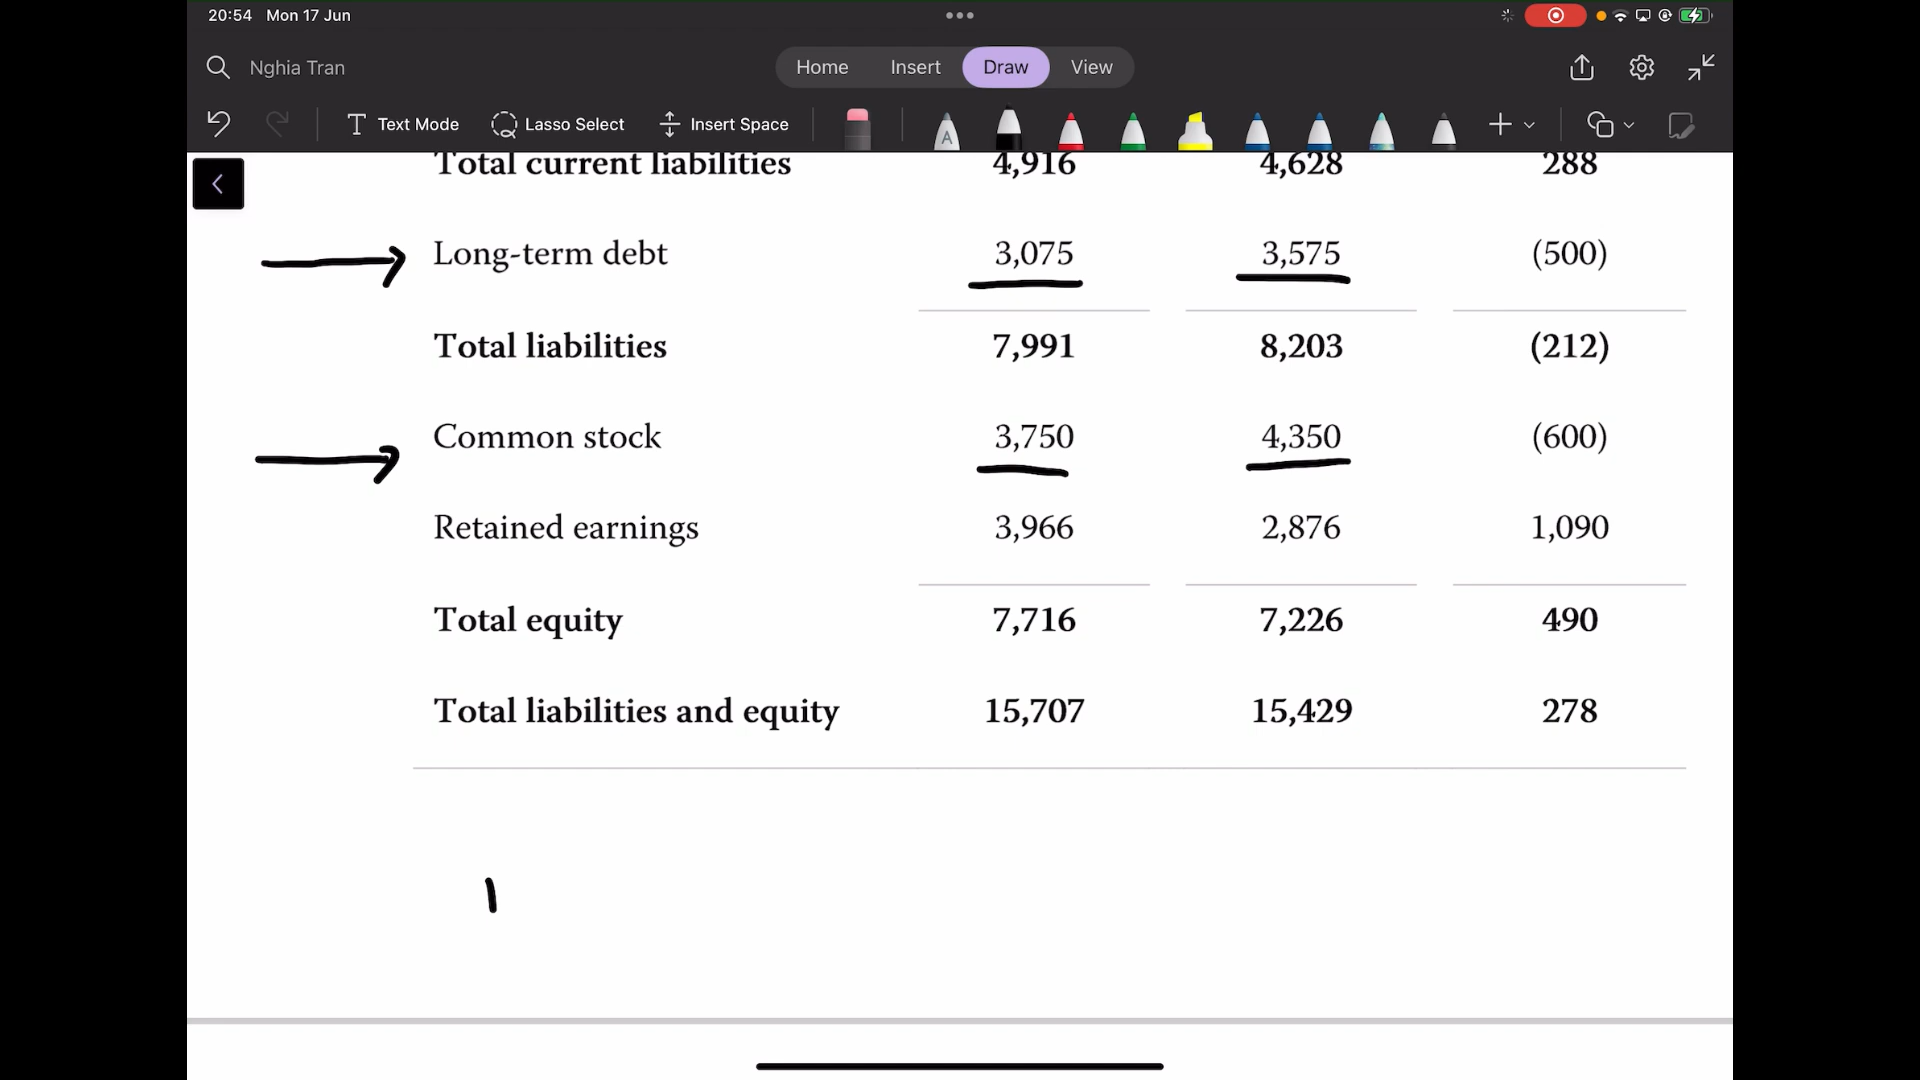 20:54 Mon 17 Jun
Nghia Tran
Home Insert Draw View
Text Mode Lasso Select Insert Space A
Total current liabilities 4,916 4,628 288
Long-term debt 3,075 3,575 (500)
Total liabilities 7,991 8,203 (212)
Common stock 3,750 4,350 (600)
Retained earnings 3,966 2,876 1,090
Total equity 7,716 7,226 490
Total liabilities and equity 15,707 15,429 278